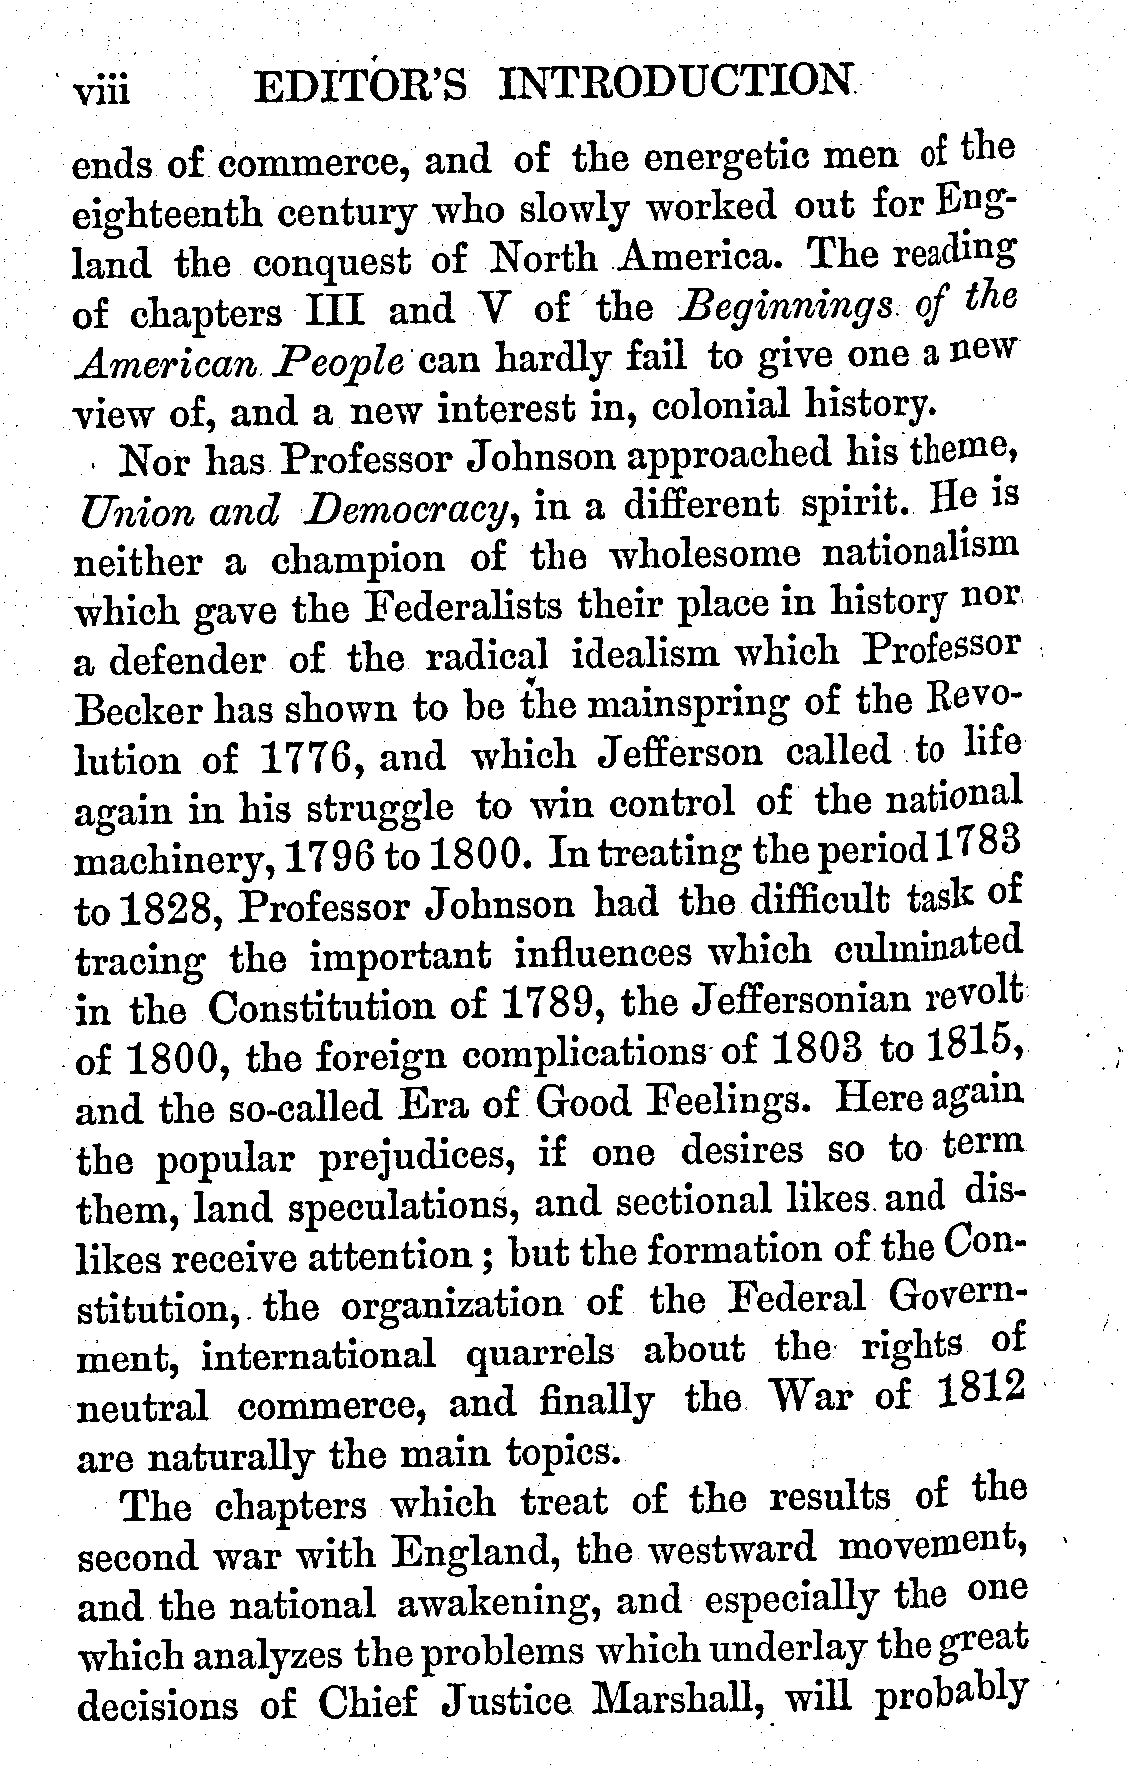 viii EDITOR'S INTRODUCTION
ends of commerce, and of the energetic men of the
eighteenth century who slowly worked out for Eng-
land the conquest of North America. The reading
of chapters III and V of the Beginnings of the
American People can hardly fail to give one a new
view of, and a new interest in, colonial history.
Nor has Professor Johnson approached his theme,
Union and Democracy, in a different spirit. He is
neither a champion of the wholesome nationalism
which gave the Federalists their place in history nor
a defender of the radical idealism which Professor
Becker has shown to be the mainspring of the Revo-
lution of 1776, and which Jefferson called to life
again in his struggle to win control of the national
machinery, 1796 to 1800. In treating the period 1783
to 1828, Professor Johnson had the difficult task of
tracing the important influences which culminated
in the Constitution of 1789, the Jeffersonian revolt
of 1800, the foreign complications of 1803 to 1815,
and the so-called Era of Good Feelings. Here again
the popular prejudices, if one desires so to term
them, land speculations, and sectional likes and dis-
likes receive attention; but the formation of the Con-
stitution, the organization of the Federal Govern-
ment, international quarrels about the rights of
neutral commerce, and finally the War of 1812
are naturally the main topics.
The chapters which treat of the results of the
second war with England, the westward movement,
and the national awakening, and especially the one
which analyzes the problems which underlay the great
decisions of Chief Justice Marshall, will probably